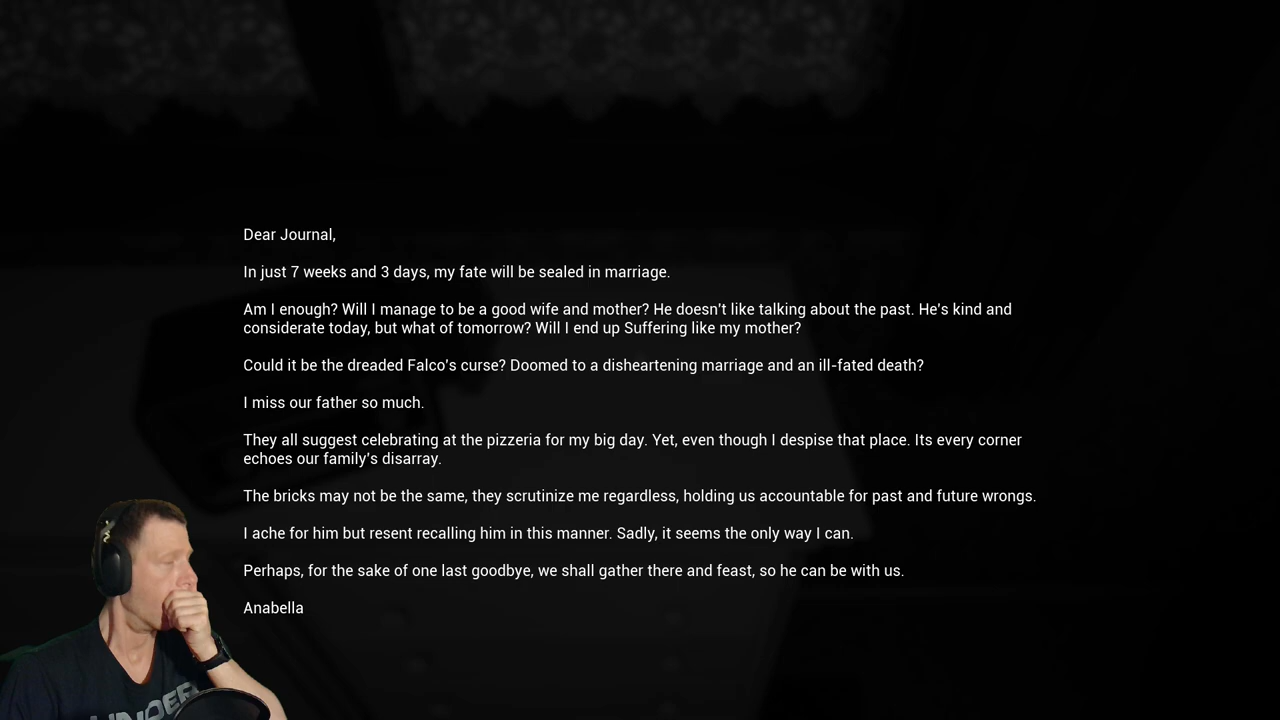 Dear Journal,
In just 7 weeks and 3 days, my fate will be sealed in marriage.
Am I enough? Will I manage to be a good wife and mother? He doesn't like talking about the past. He's kind and
considerate today, but what of tomorrow? Will I end up Suffering like my mother?
Could it be the dreaded Falco's curse? Doomed to a disheartening marriage and an ill-fated death?
I miss our father so much.
They all suggest celebrating at the pizzeria for my big day. Yet, even though I despise that place. Its every corner
echoes our family's disarray.
The bricks may not be the same, they scrutinize me regardless, holding us accountable for past and future wrongs.
I ache for him but resent recalling him in this manner. Sadly, it seems the only way I can.
Perhaps, for the sake of one last goodbye, we shall gather there and feast, so he can be with us.
Anabella
UNDER